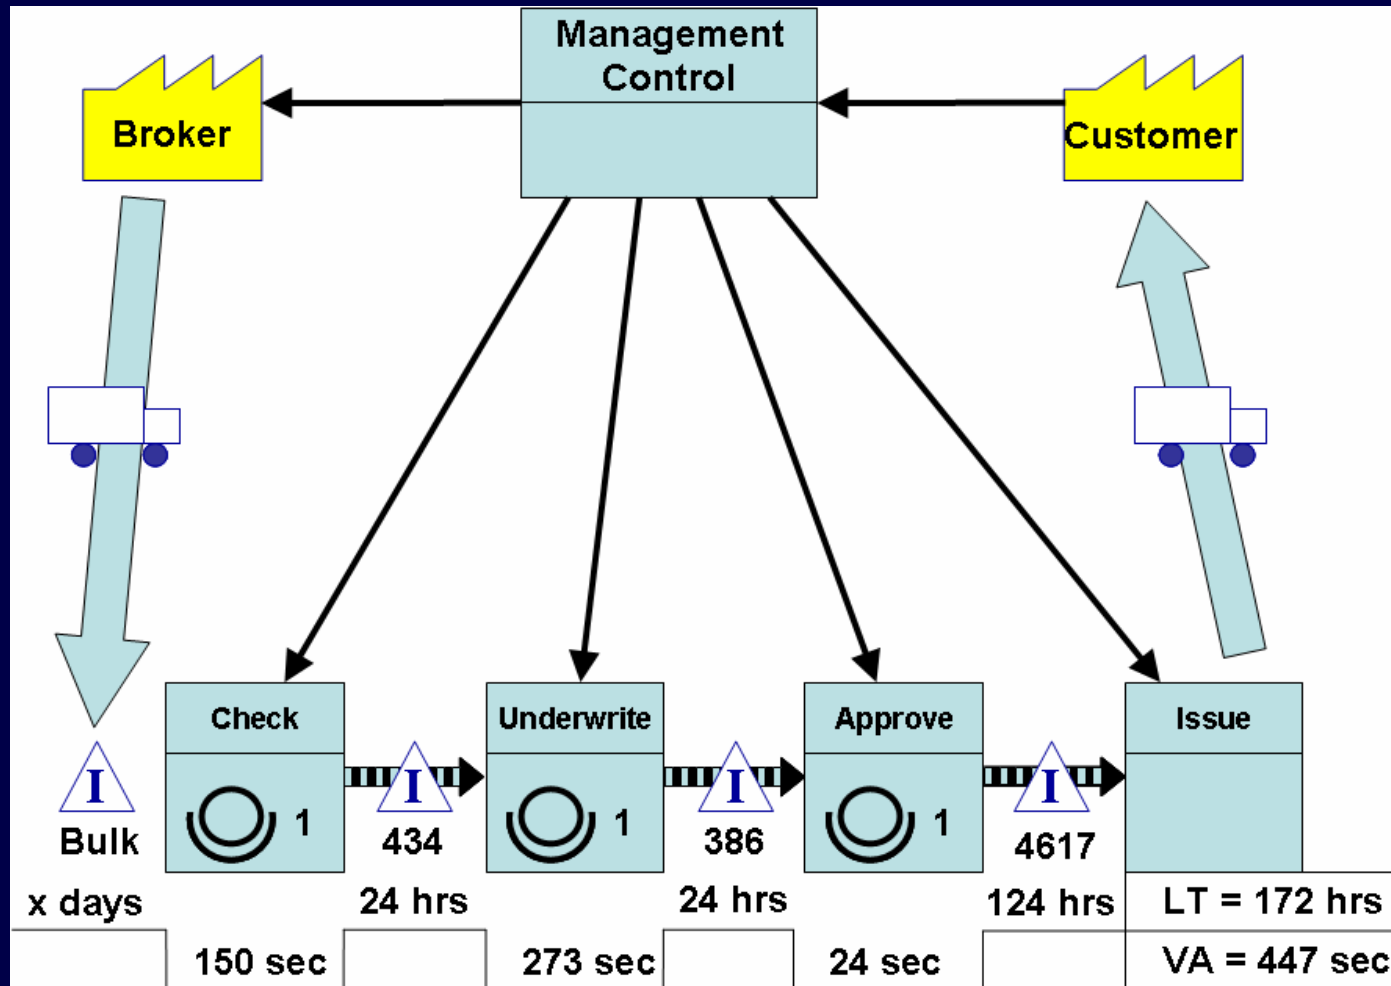 Management
Control
Broker
Customer
Check
Underwrite
Approve
Issue
I
I
I
I
1
1
1
Bulk
434
386
4617
x days
24 hrs
24 hrs
124 hrs
LT = 172 hrs
150 sec
273 sec
24 sec
VA = 447 sec